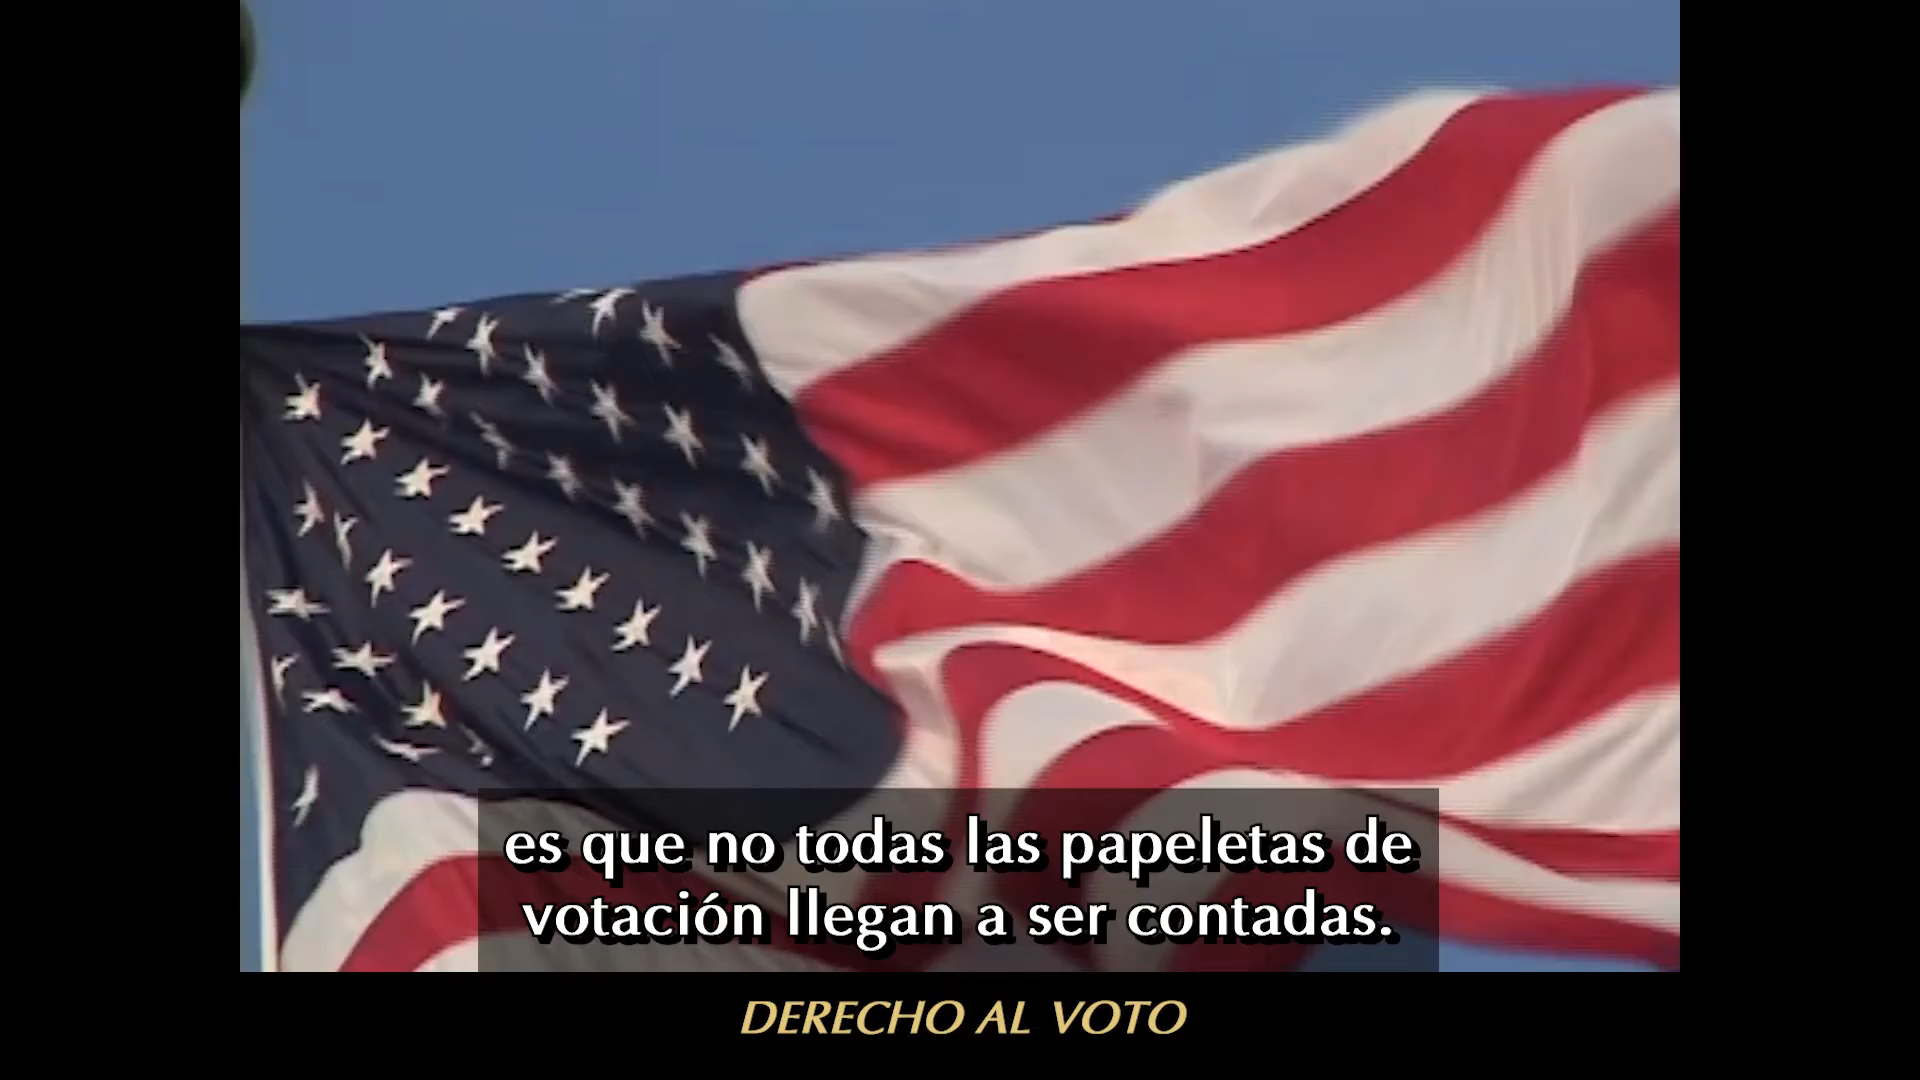 es que no todas las papeletas de
votación llegan a ser contadas.
DERECHO AL VOTO